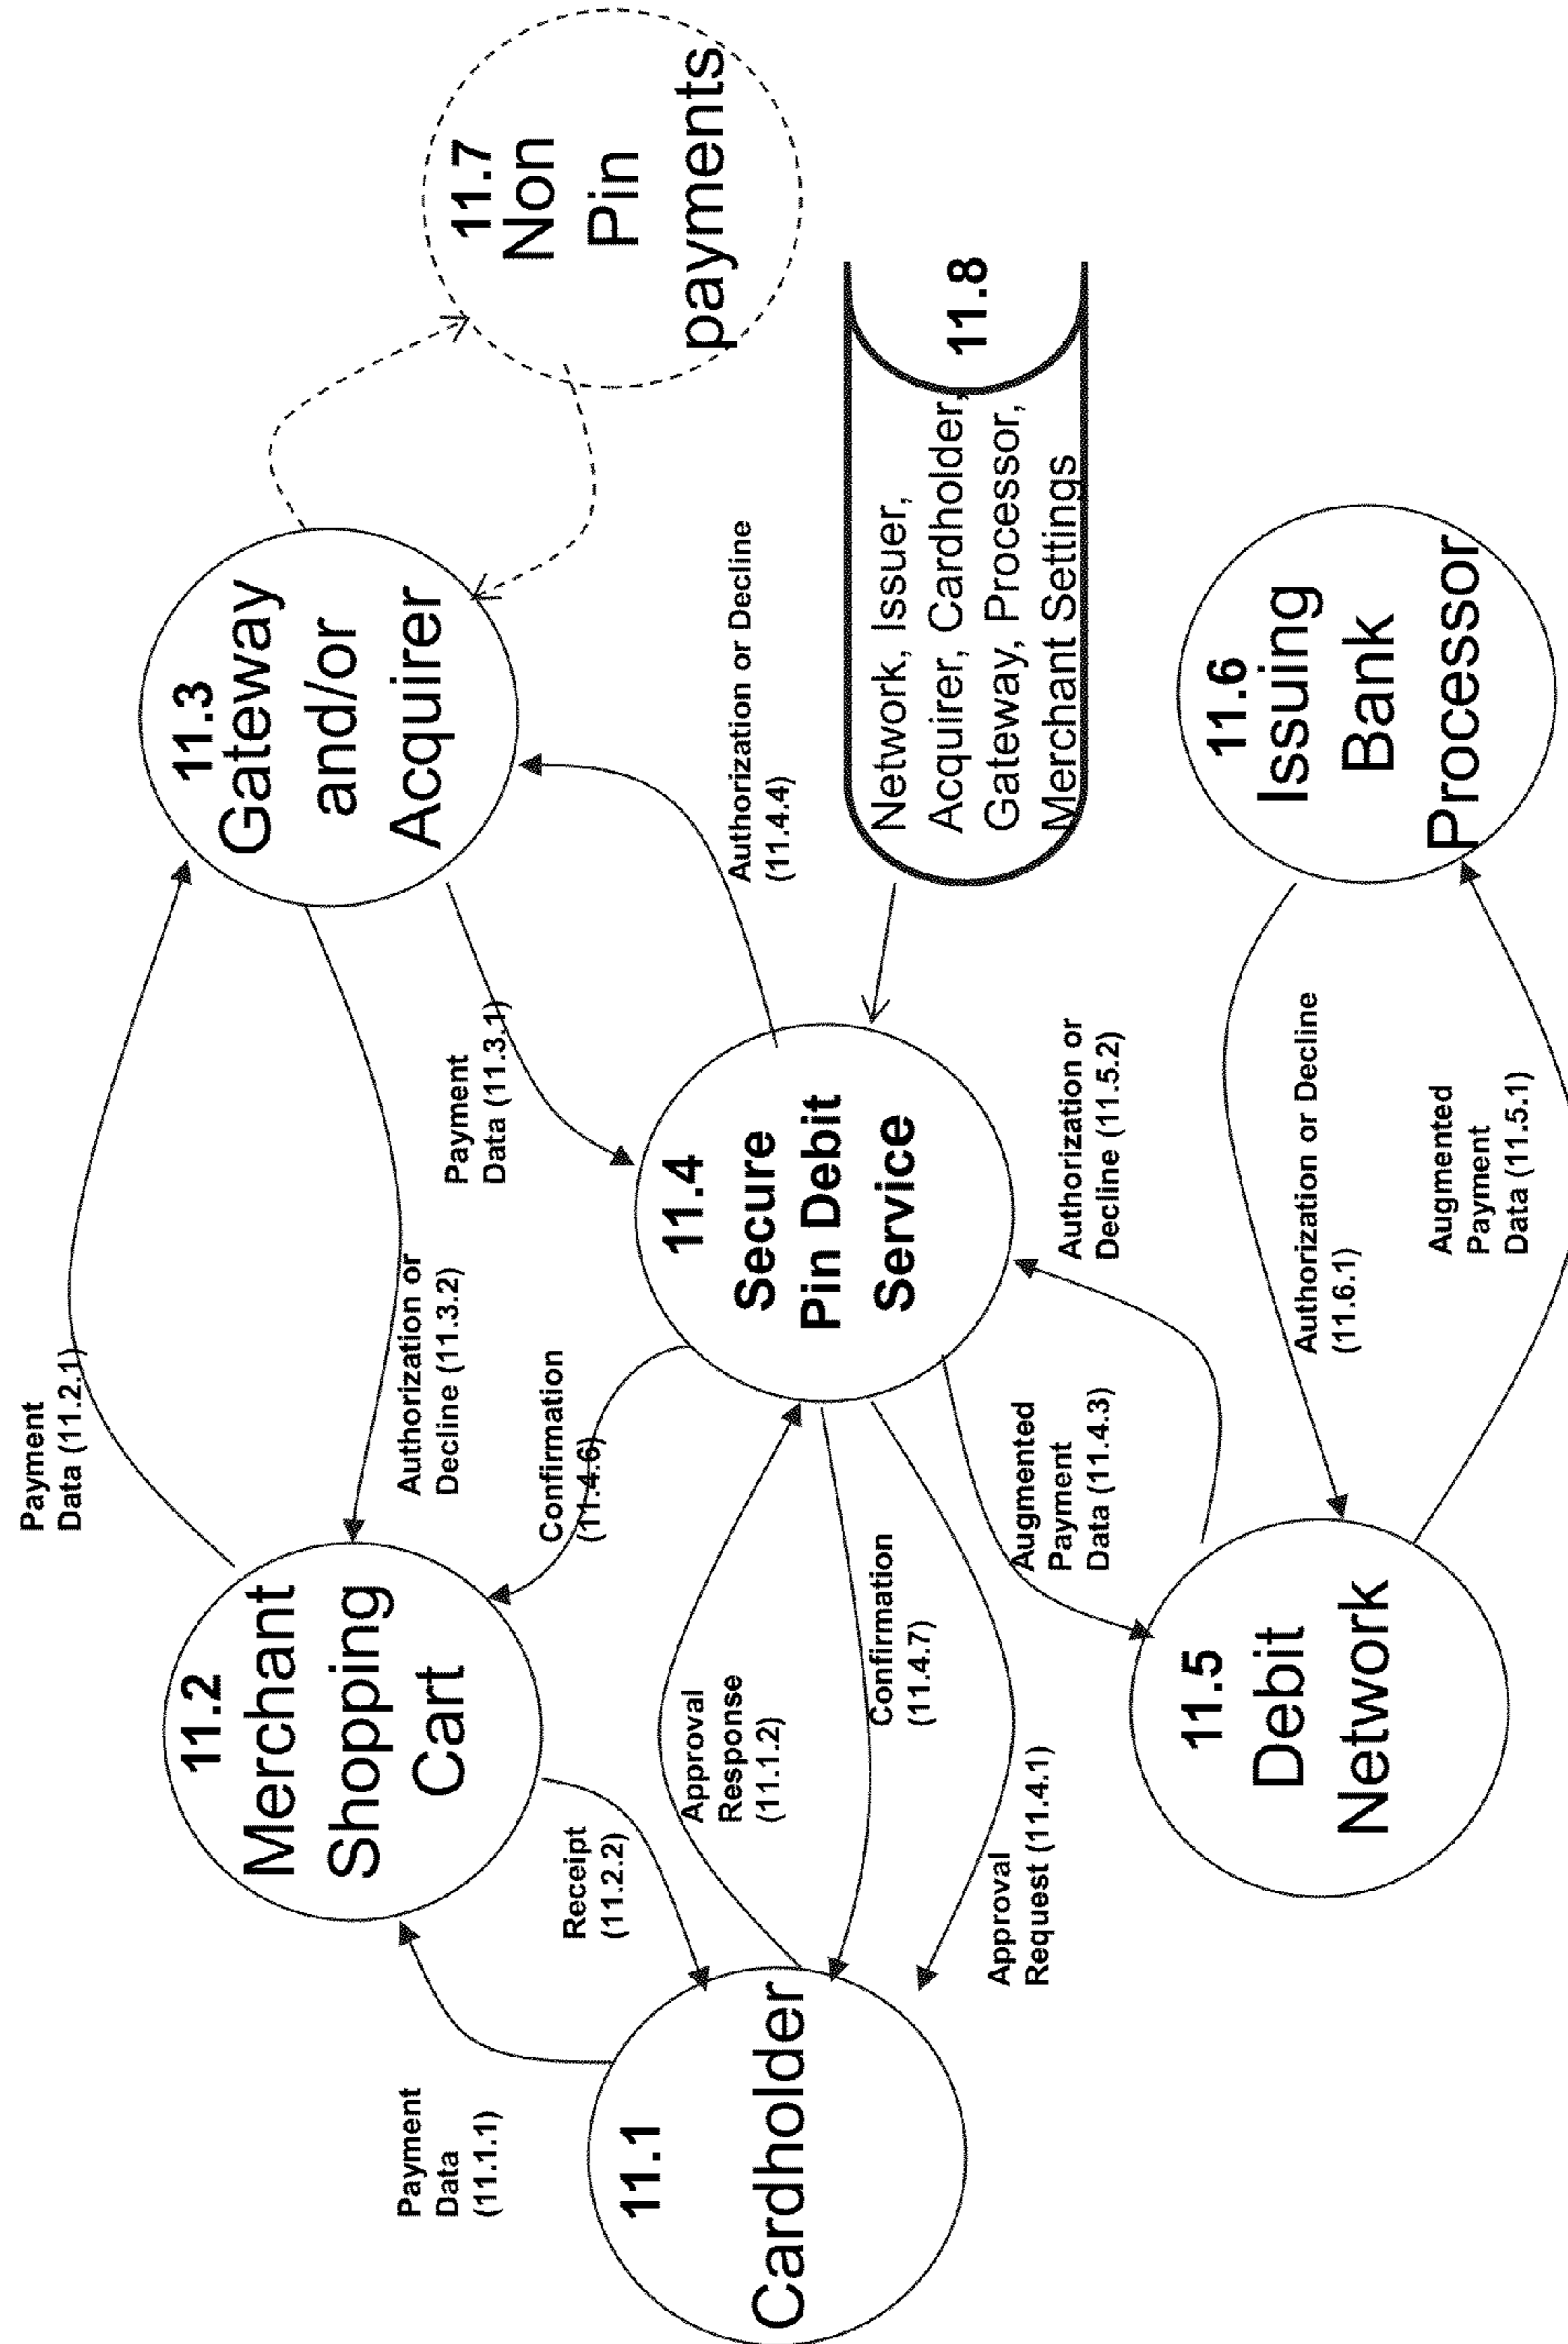 Payment
Data (11.2.1)
11.2
Merchant
Shopping
Cart
11.3
Gateway
and/or
Acquirer
Authorization or
Decline (11.3.2)
Payment
Data
(11.1.1)
Receipt
(11.2.2)
Confirmation
(11.4.6)
Payment
Data (11.3.1)
11.7
Non
Pin
payments
11.1
Cardholder
Approval
Response
(11.1.2)
11.4
Secure
Pin Debit
Service
Authorization or Decline
(11.4.4)
Confirmation
(11.4.7)
Network, Issuer,
Acquirer, Cardholder,
Gateway, Processor,
Merchant Settings
11.8
Approval
Request (11.4.1)
Augmented
Payment
Data (11.4.3)
Authorization or
Decline (11.5.2)
11.5
Debit
Network
Authorization or Decline
(11.6.1)
11.6
Issuing
Bank
Processor
Augmented
Payment
Data (11.5.1)